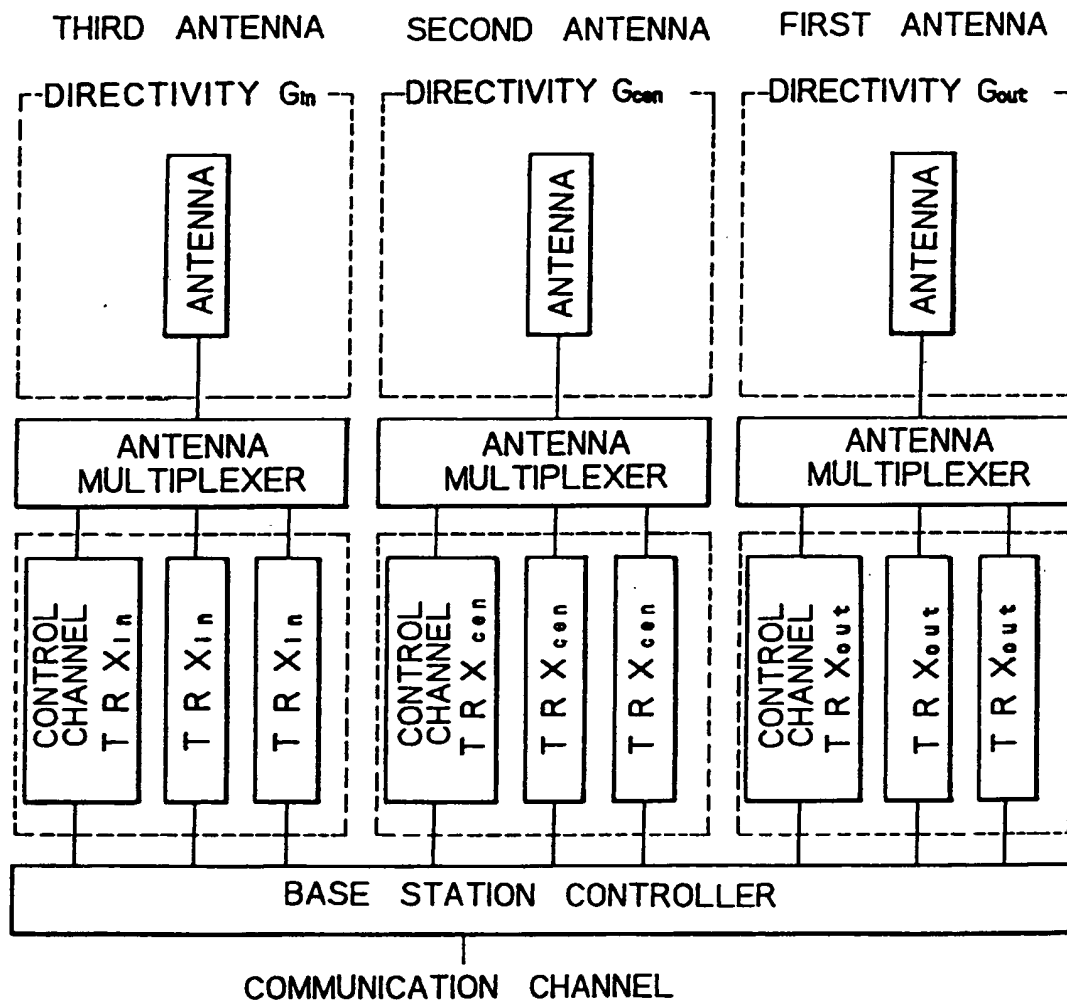 THIRD ANTENNA
SECOND ANTENNA
FIRST ANTENNA
DIRECTIVITY Gin
DIRECTIVITY Gcen
DIRECTIVITY Gout
ANTENNA
ANTENNA
ANTENNA
ANTENNA
MULTIPLEXER
ANTENNA
MULTIPLEXER
ANTENNA
MULTIPLEXER
CONTROL
CHANNEL
TRXin
TRXin
TRXin
CONTROL
CHANNEL
TRXcen
TRXcen
TRXcen
CONTROL
CHANNEL
TRXout
TRXout
TRXout
BASE STATION CONTROLLER
COMMUNICATION CHANNEL